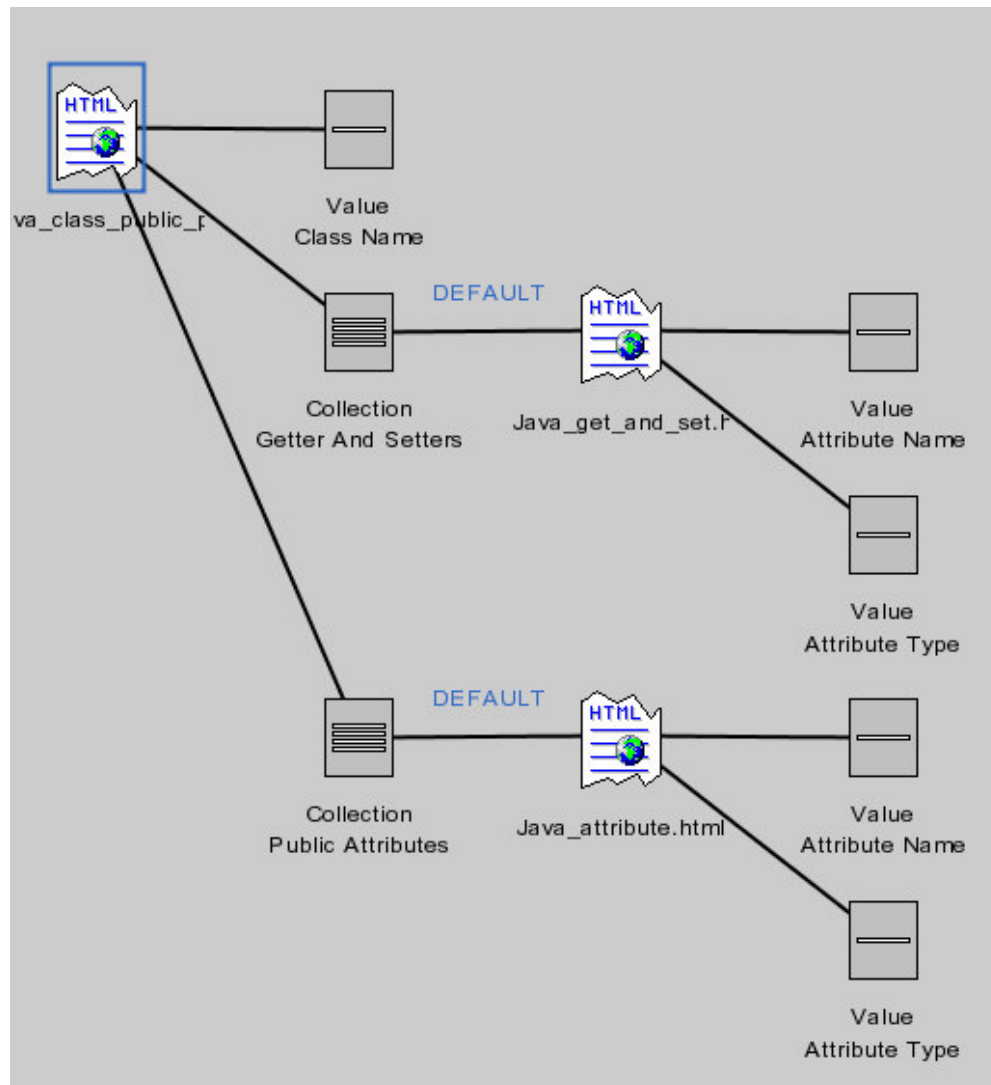 HTML
va_class_public_p
Value
Class Name
DEFAULT
HTML
Collection
Getter And Setters
Java_get_and_set.h
Value
Attribute Name
Value
Attribute Type
DEFAULT
HTML
Collection
Public Attributes
Java_attribute.html
Value
Attribute Name
Value
Attribute Type